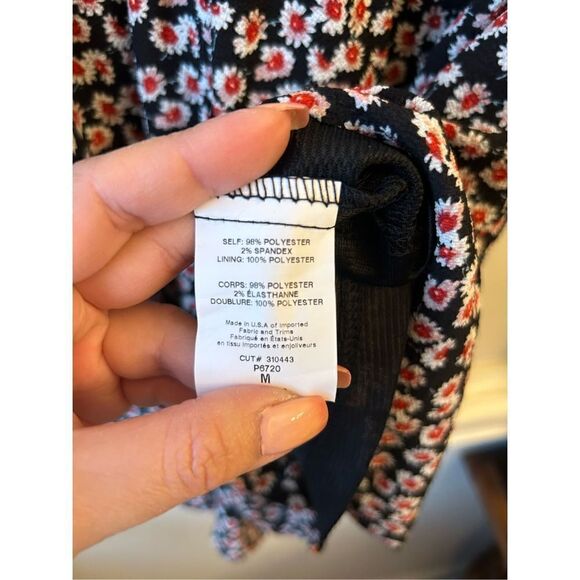 SELF: 98% POLYESTER
2% SPANDEX
LINING: 100% POLYESTER
CORPS: 98% POLYESTER
2% ÉLASTHANNE
DOUBLURE: 100% POLYESTER
Made in U.S.A of Imported
Fabric and Trims
Fabriqué en États-Unis
en tissu importés et enjoliveurs
CUT# 310443
P6720
M